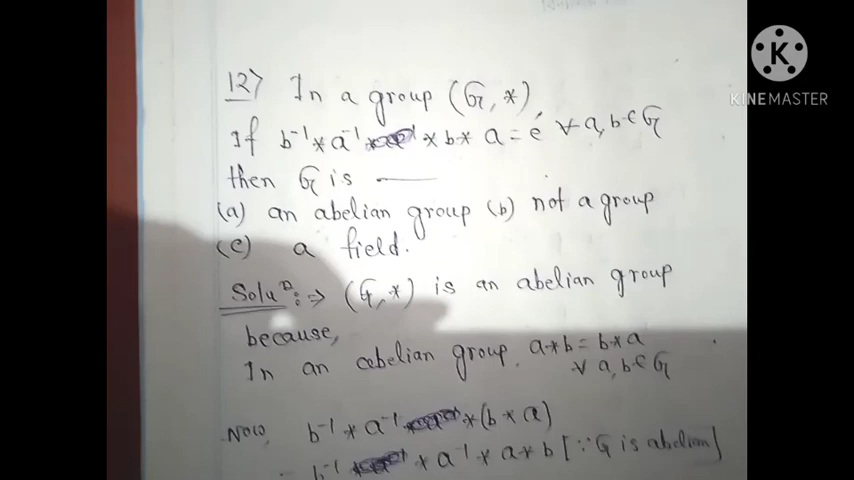 K
KINEMASTER
12) In a group (G, *)
If b⁻¹ * a⁻¹ * b * a = e ∀ a, b ∈ G
then G is ——
(a) an abelian group (b) not a group
(c) a field.
Soluⁿ: ⇒ (G, *) is an abelian group
because,
In an abelian group, a * b = b * a
∀ a, b ∈ G
Now, b⁻¹ * a⁻¹ * (b * a)
= b⁻¹ * a⁻¹ * a * b [∵ G is abelian]